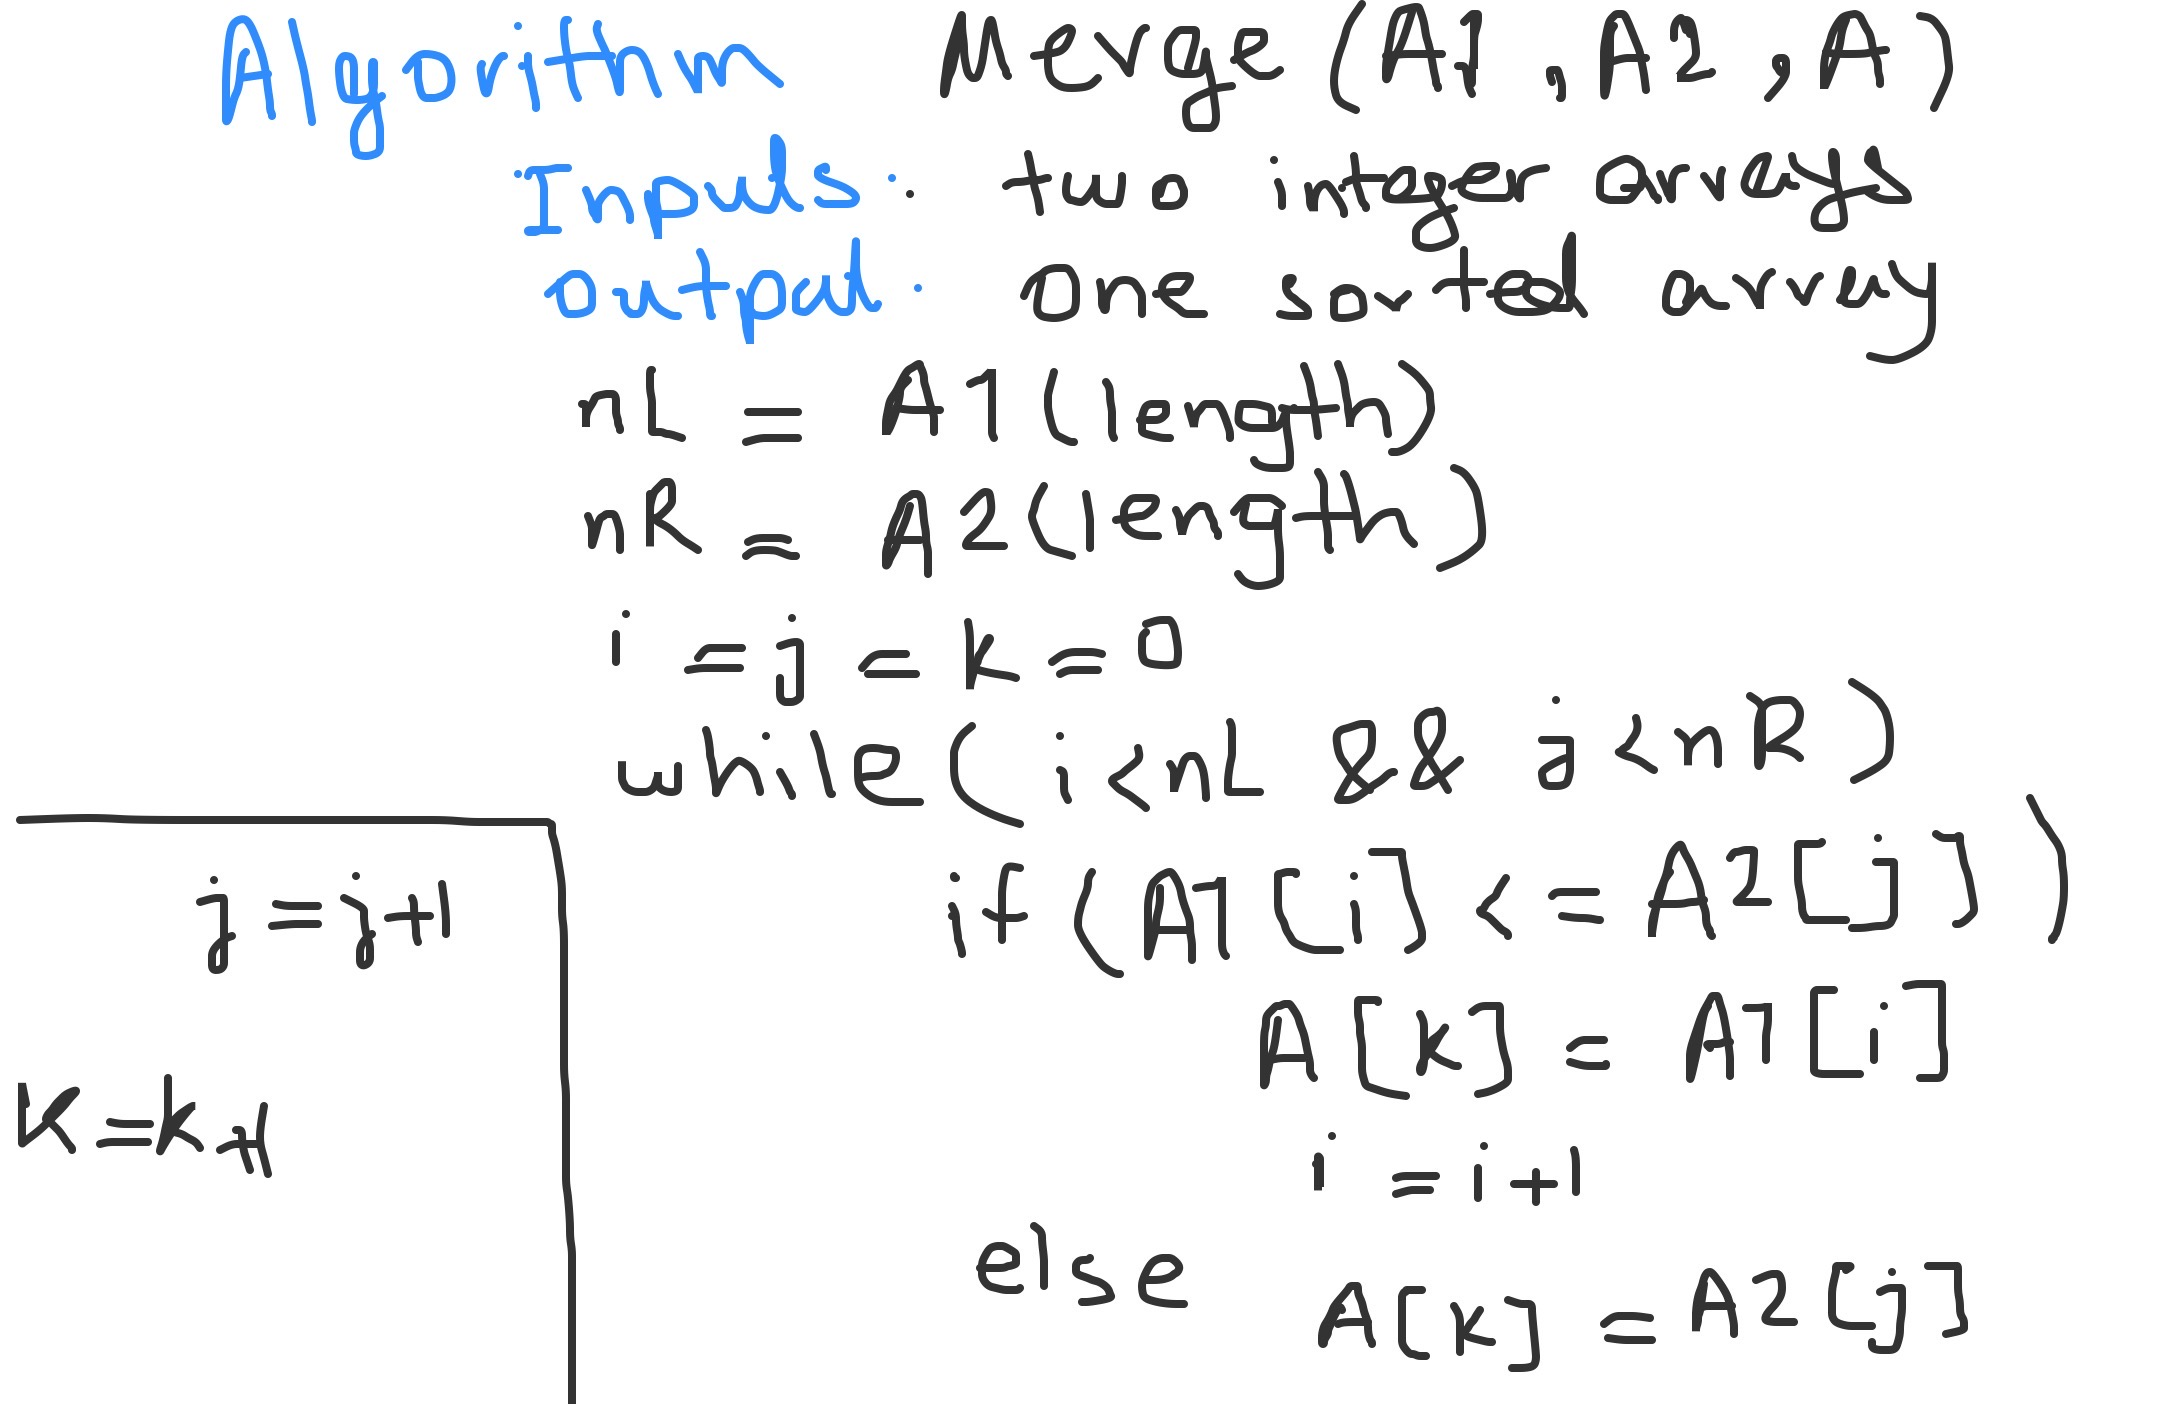 Algorithm Merge (A1, A2, A)
Inputs: two integer arrays
output: one sorted array
nL = A1(length)
nR = A2(length)
i = j = k = 0
while( i<nL && j<nR )
if (A1[i] <= A2[j] )
A[k] = A1[i]
i = i+1
else
A[k] = A2[j]
j = j+1
K = k+1